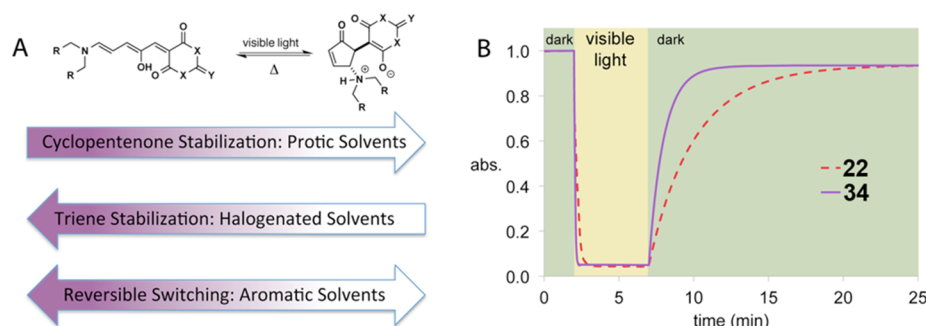 A
R
N
R
OH
O
O
X
X
Y
visible light
Δ
O
O
X
Y
X
O
⊖
H
N
⊕
R
R
Cyclopentenone Stabilization: Protic Solvents
Triene Stabilization: Halogenated Solvents
Reversible Switching: Aromatic Solvents
B
dark
visible
light
dark
1.0
0.8
0.6
0.4
0.2
0.0
abs.
22
34
0 5 10 15 20 25
time (min)